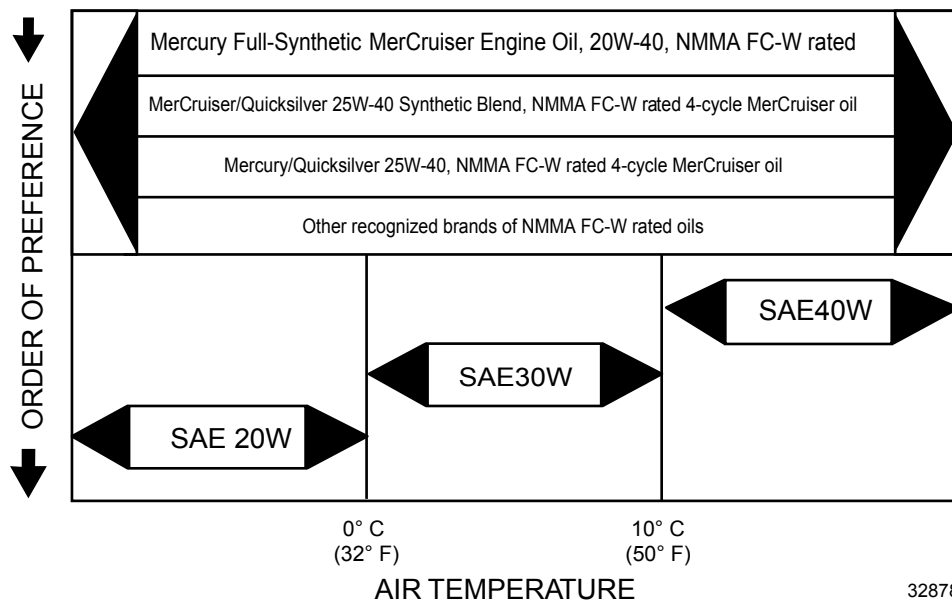 ORDER OF PREFERENCE
Mercury Full-Synthetic MerCruiser Engine Oil, 20W-40, NMMA FC-W rated
MerCruiser/Quicksilver 25W-40 Synthetic Blend, NMMA FC-W rated 4-cycle MerCruiser oil
Mercury/Quicksilver 25W-40, NMMA FC-W rated 4-cycle MerCruiser oil
Other recognized brands of NMMA FC-W rated oils
SAE40W
SAE30W
SAE 20W
0° C
(32° F)
10° C
(50° F)
AIR TEMPERATURE
32878